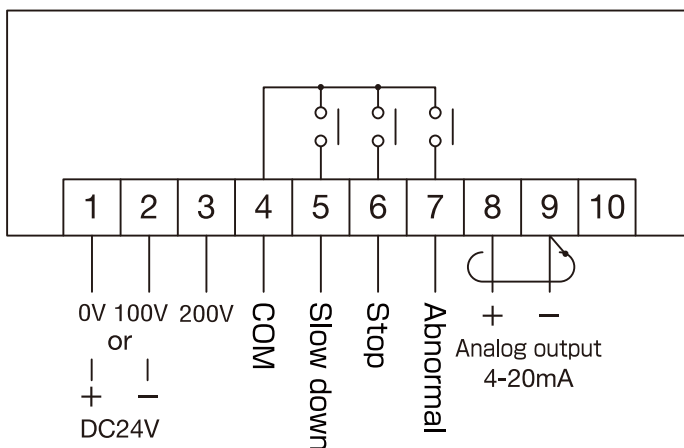 1 2 3 4 5 6 7 8 9 10
0V 100V 200V
or
+ −
DC24V
COM
Slow down
Stop
Abnormal
+ −
Analog output
4-20mA